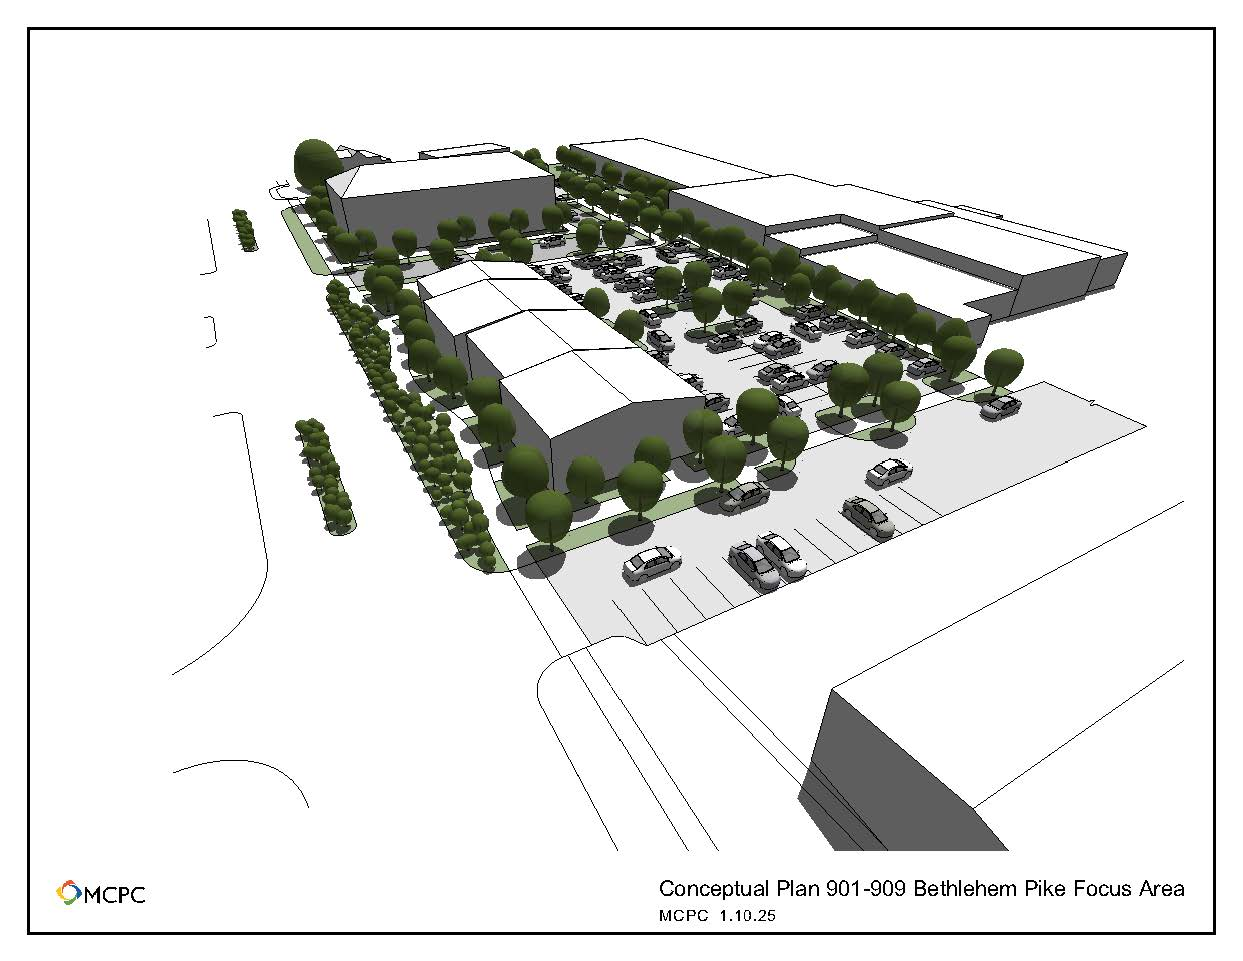 MCPC
Conceptual Plan 901-909 Bethlehem Pike Focus Area
MCPC 1.10.25